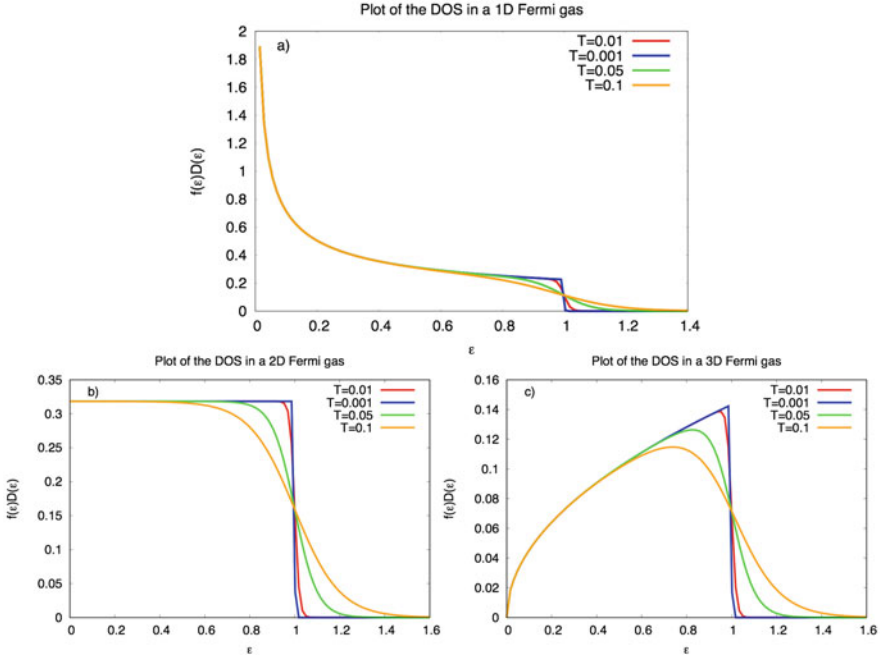 Plot of the DOS in a 1D Fermi gas
a)
T=0.01
T=0.001
T=0.05
T=0.1
f(ε)D(ε)
2
1.8
1.6
1.4
1.2
1
0.8
0.6
0.4
0.2
0
0 0.2 0.4 0.6 0.8 1 1.2 1.4
ε
Plot of the DOS in a 2D Fermi gas
b)
T=0.01
T=0.001
T=0.05
T=0.1
f(ε)D(ε)
0.35
0.3
0.25
0.2
0.15
0.1
0.05
0
0 0.2 0.4 0.6 0.8 1 1.2 1.4 1.6
ε
Plot of the DOS in a 3D Fermi gas
c)
T=0.01
T=0.001
T=0.05
T=0.1
f(ε)D(ε)
0.16
0.14
0.12
0.1
0.08
0.06
0.04
0.02
0
0 0.2 0.4 0.6 0.8 1 1.2 1.4 1.6
ε